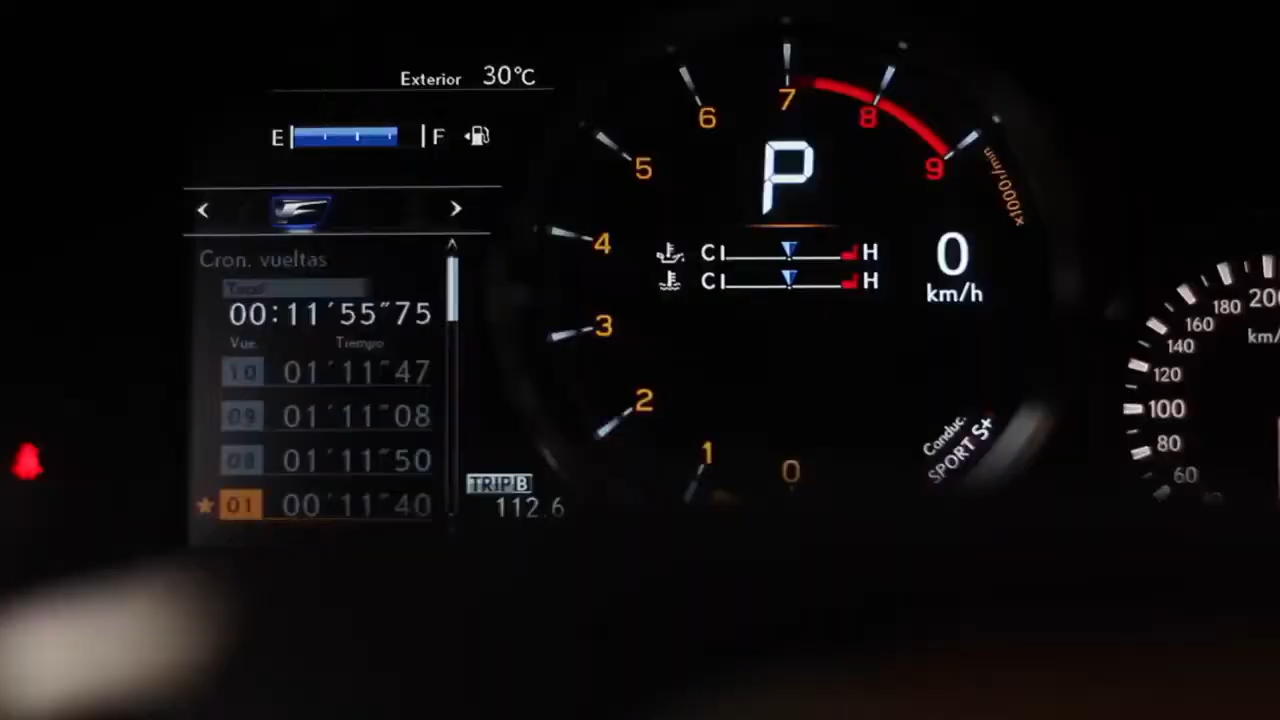 Exterior 30°C
E F
Cron. vueltas
Total
00:11'55"75
Vue. Tiempo
10 01'11"47
09 01'11"08
08 01'11"50
01 00'11"40
TRIP B
112.6
0
1
2
3
4
5
6
7
8
9
x1000r/min
P
C H
C H
0
km/h
Conduc.
SPORT S+
60
80
100
120
140
160
180
200
km/